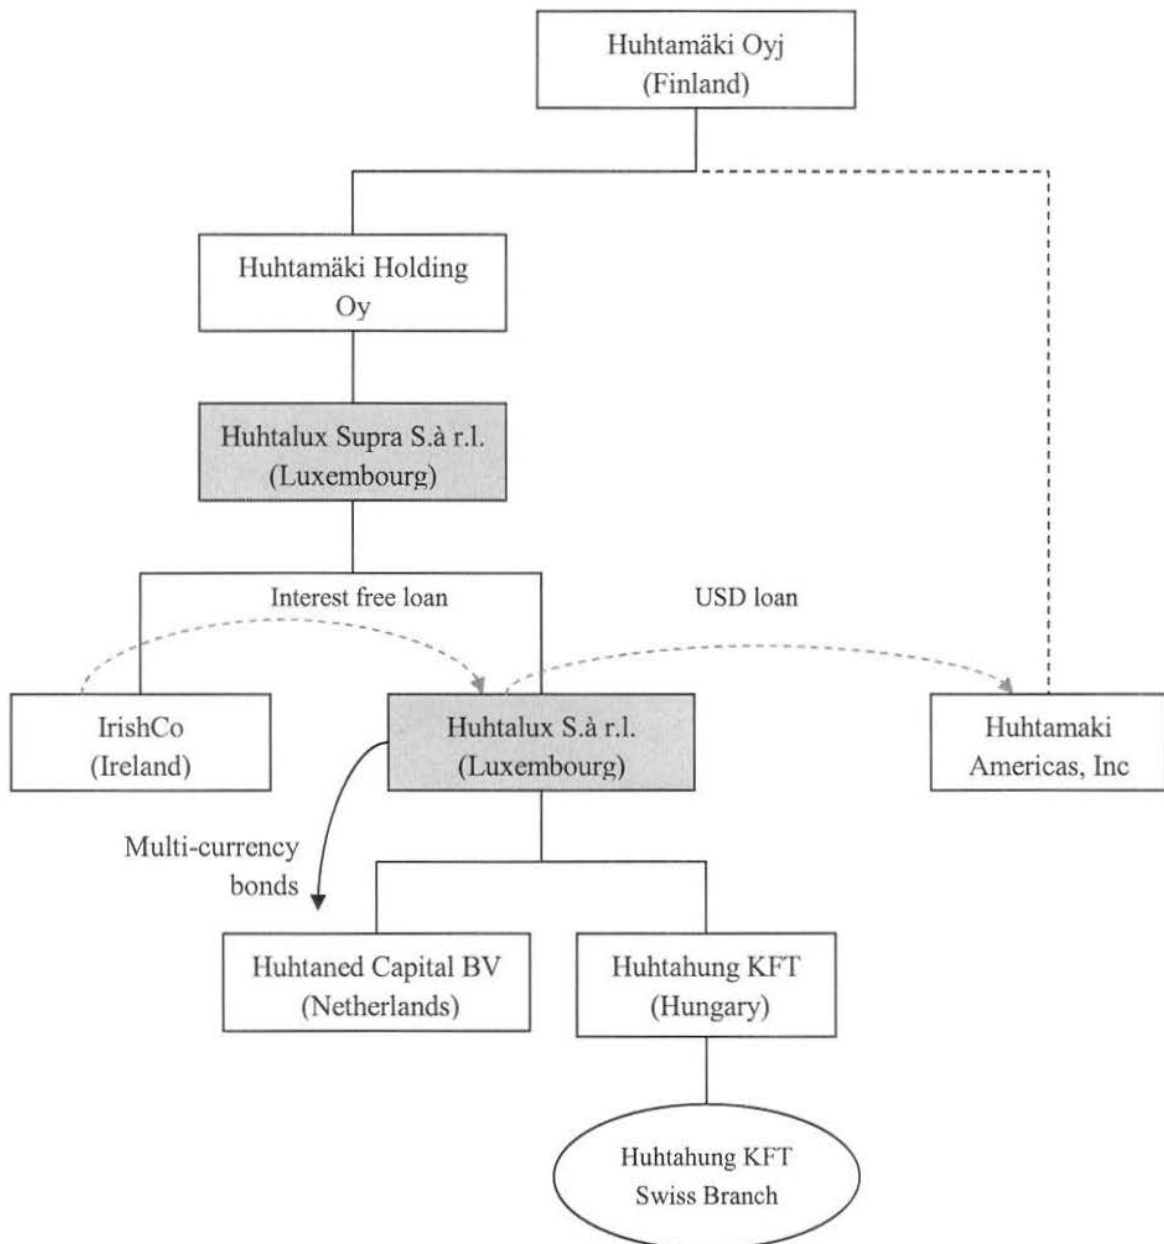 Huhtamäki Oyj
(Finland)
Huhtamäki Holding
Oy
Huhtalux Supra S.à r.l.
(Luxembourg)
Interest free loan
USD loan
IrishCo
(Ireland)
Huhtalux S.à r.l.
(Luxembourg)
Huhtamaki
Americas, Inc
Multi-currency
bonds
Huhtaned Capital BV
(Netherlands)
Huhtahung KFT
(Hungary)
Huhtahung KFT
Swiss Branch